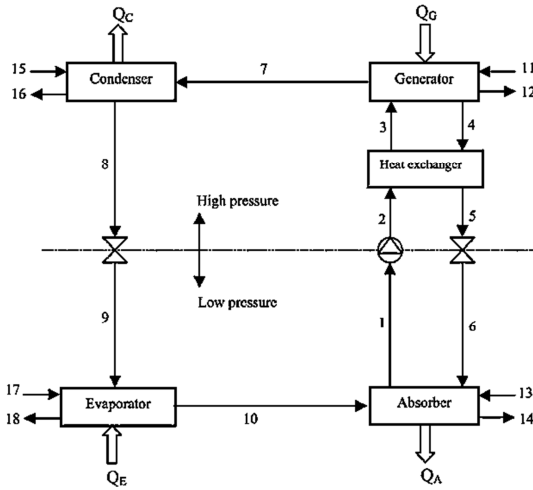 Q_C
Q_G
15
7
11
Condenser
Generator
16
12
3
4
Heat exchanger
8
High pressure
2
5
Low pressure
9
1
6
17
13
Evaporator
Absorber
18
10
14
Q_E
Q_A